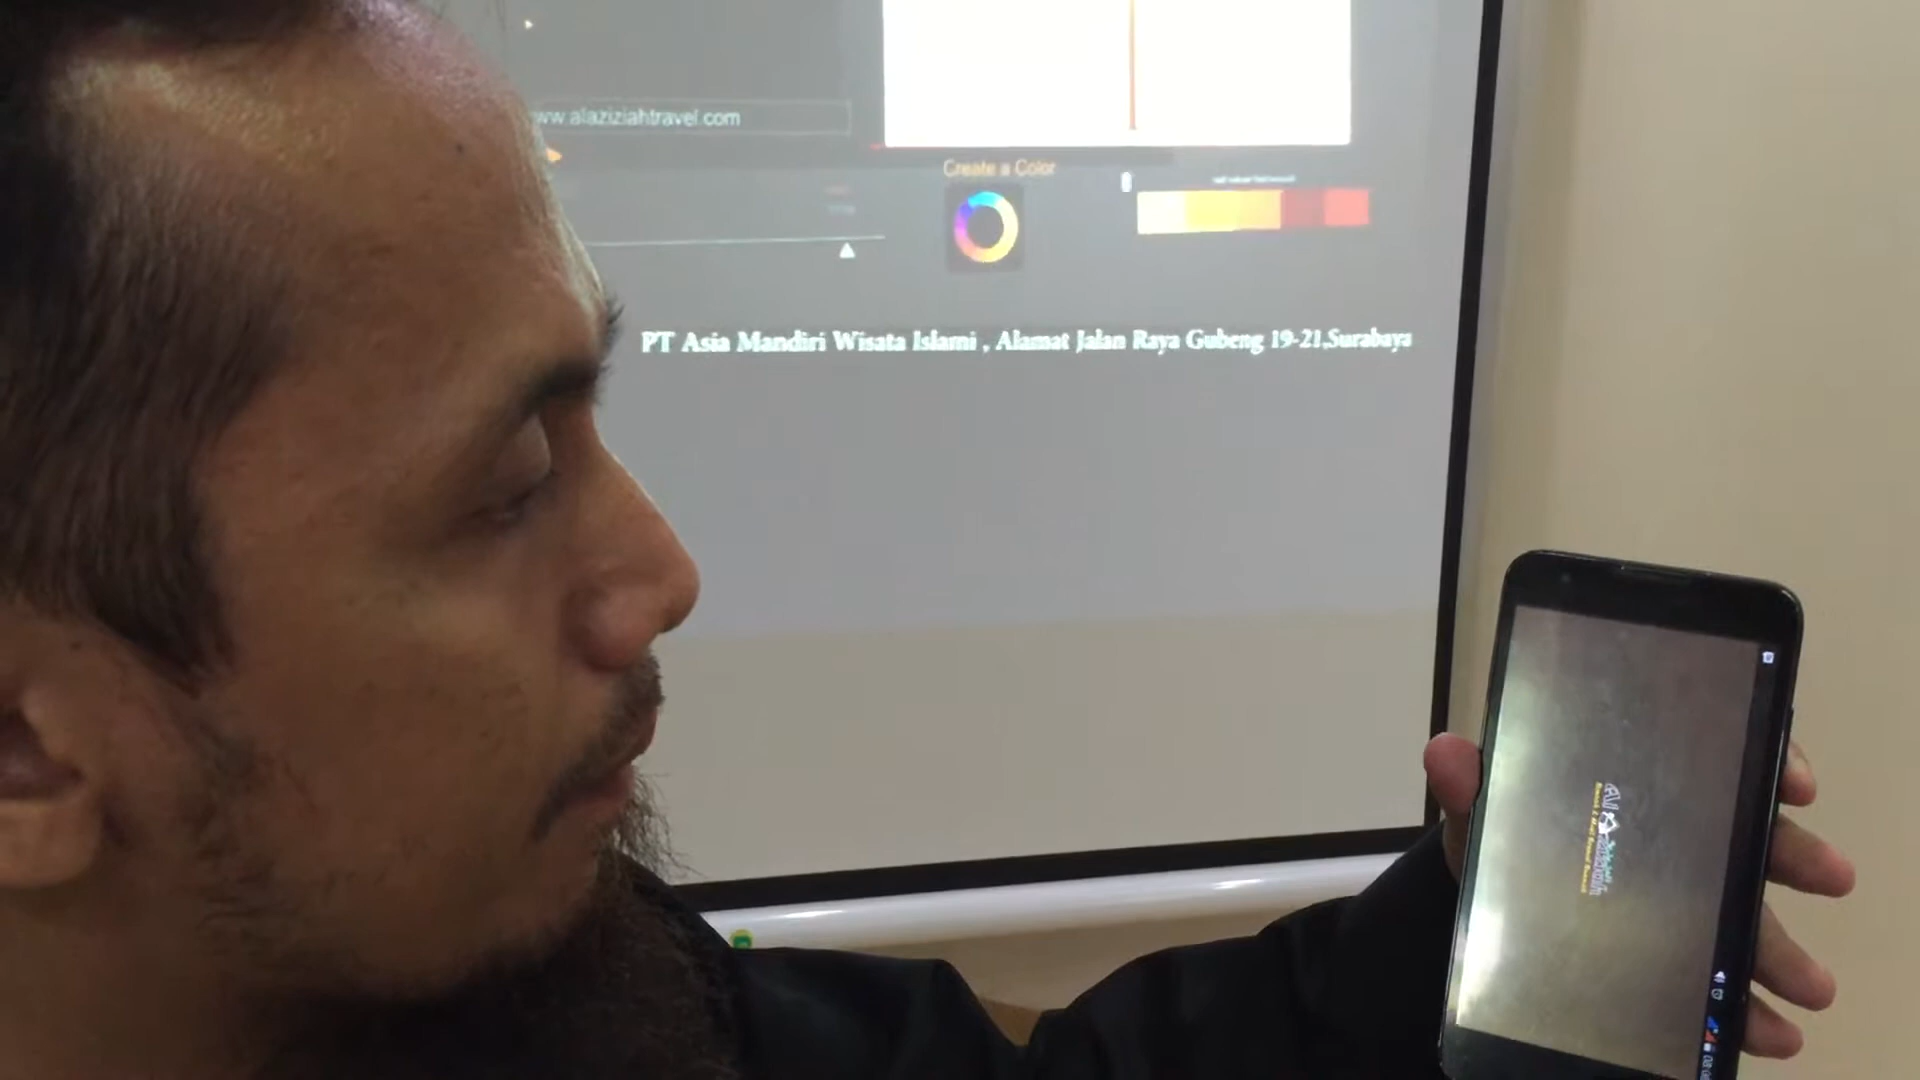 www.alaziziahtravel.com
Create a Color
PT Asia Mandiri Wisata Islami , Alamat Jalan Raya Gubeng 19-21,Surabaya